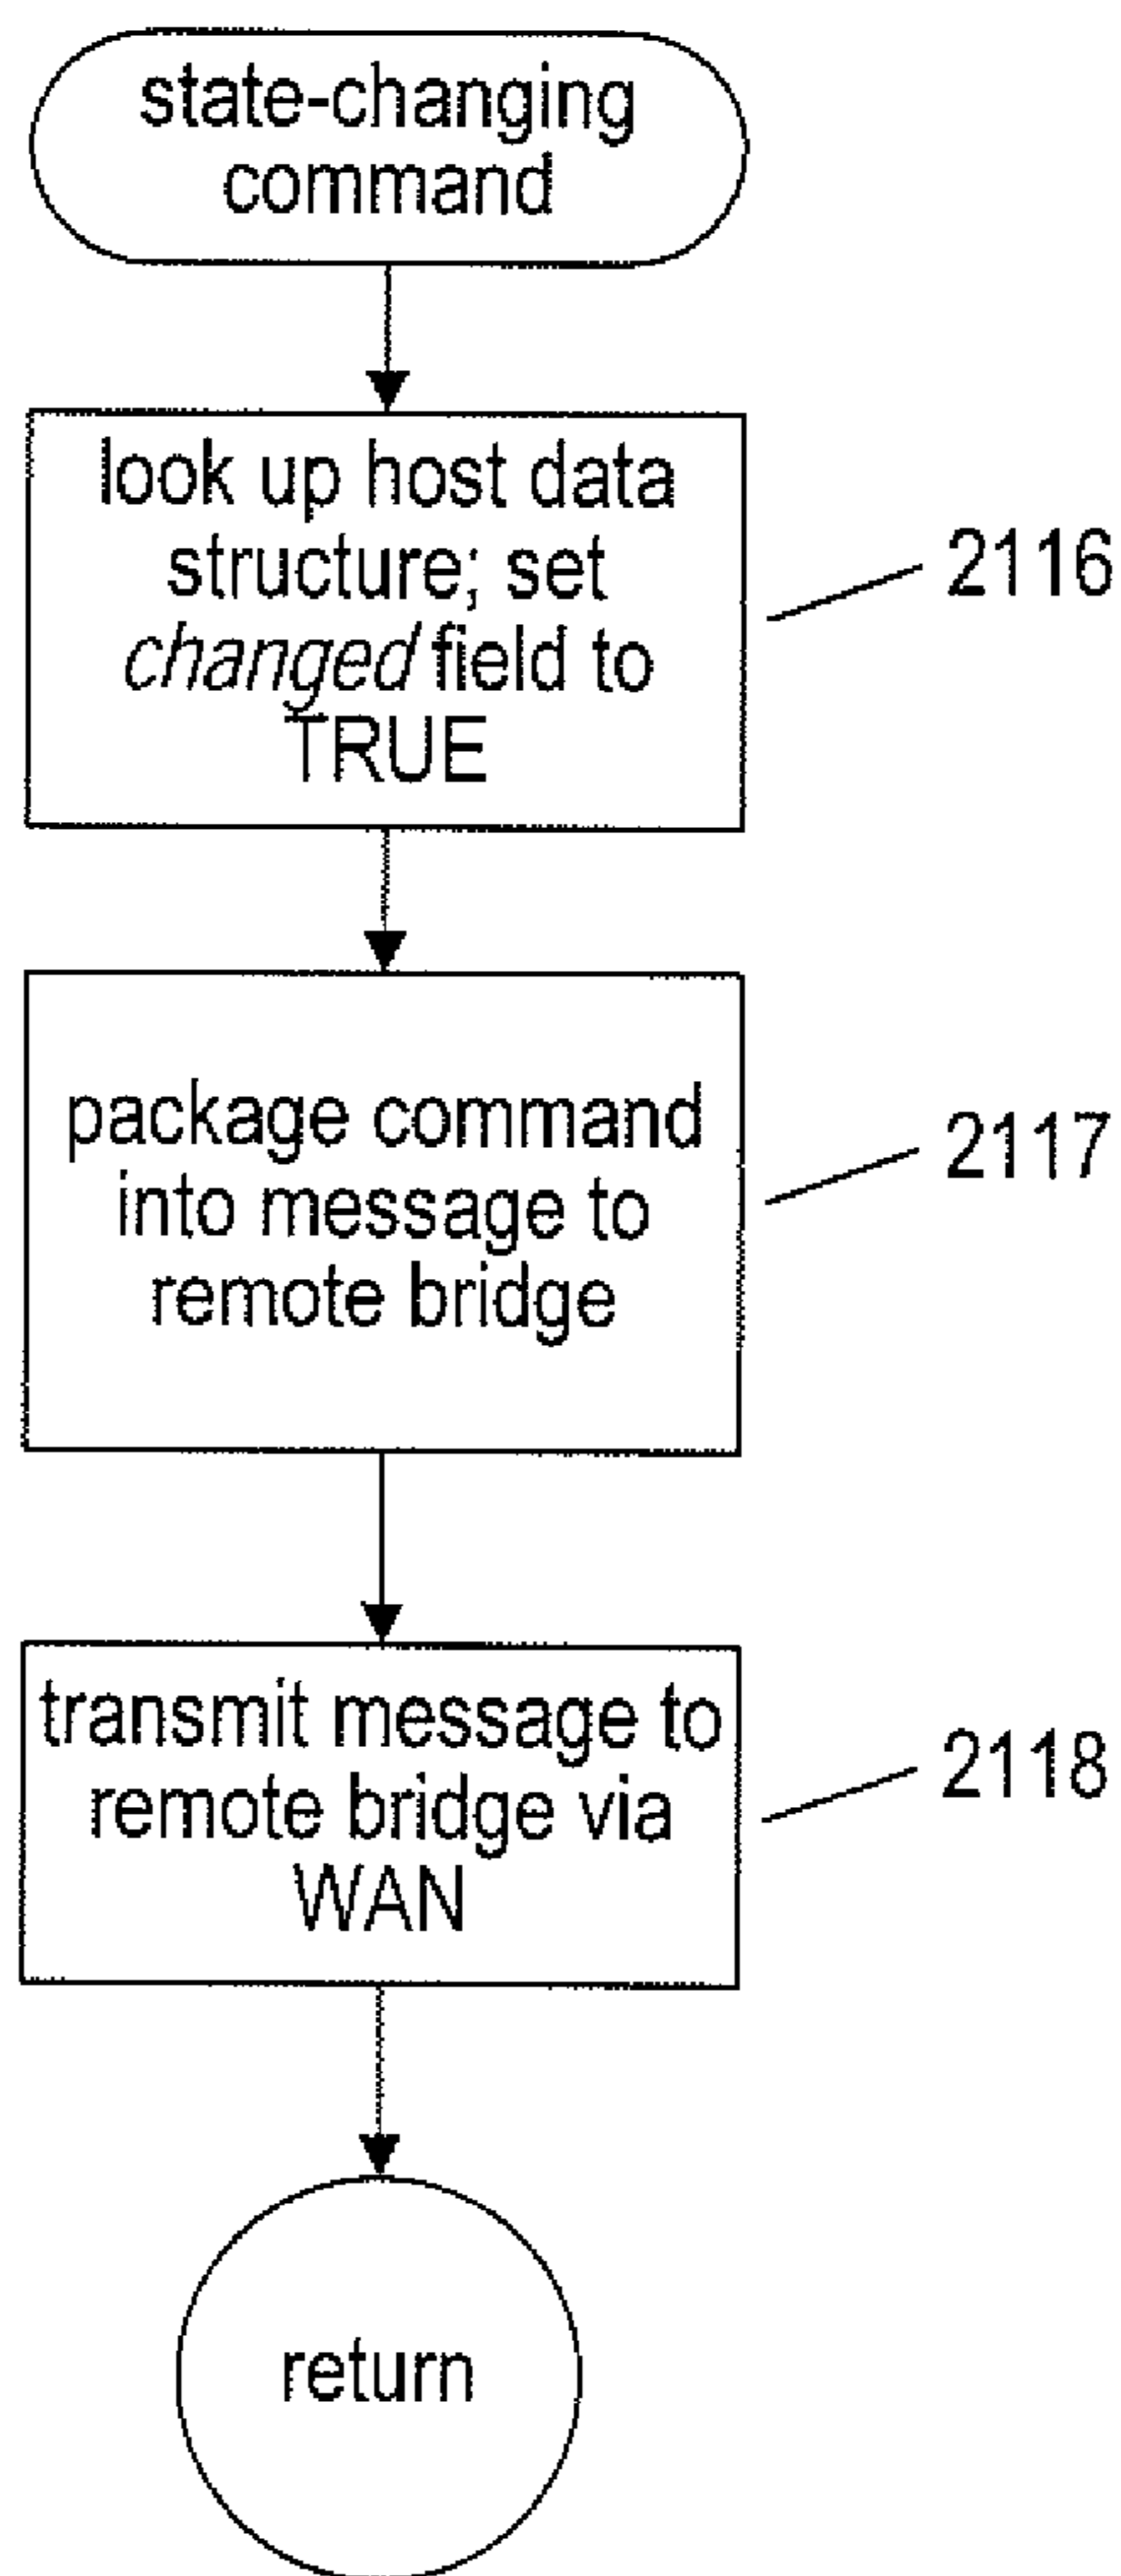 state-changing
command
look up host data
structure; set
changed field to
TRUE
2116
package command
into message to
remote bridge
2117
transmit message to
remote bridge via
WAN
2118
return